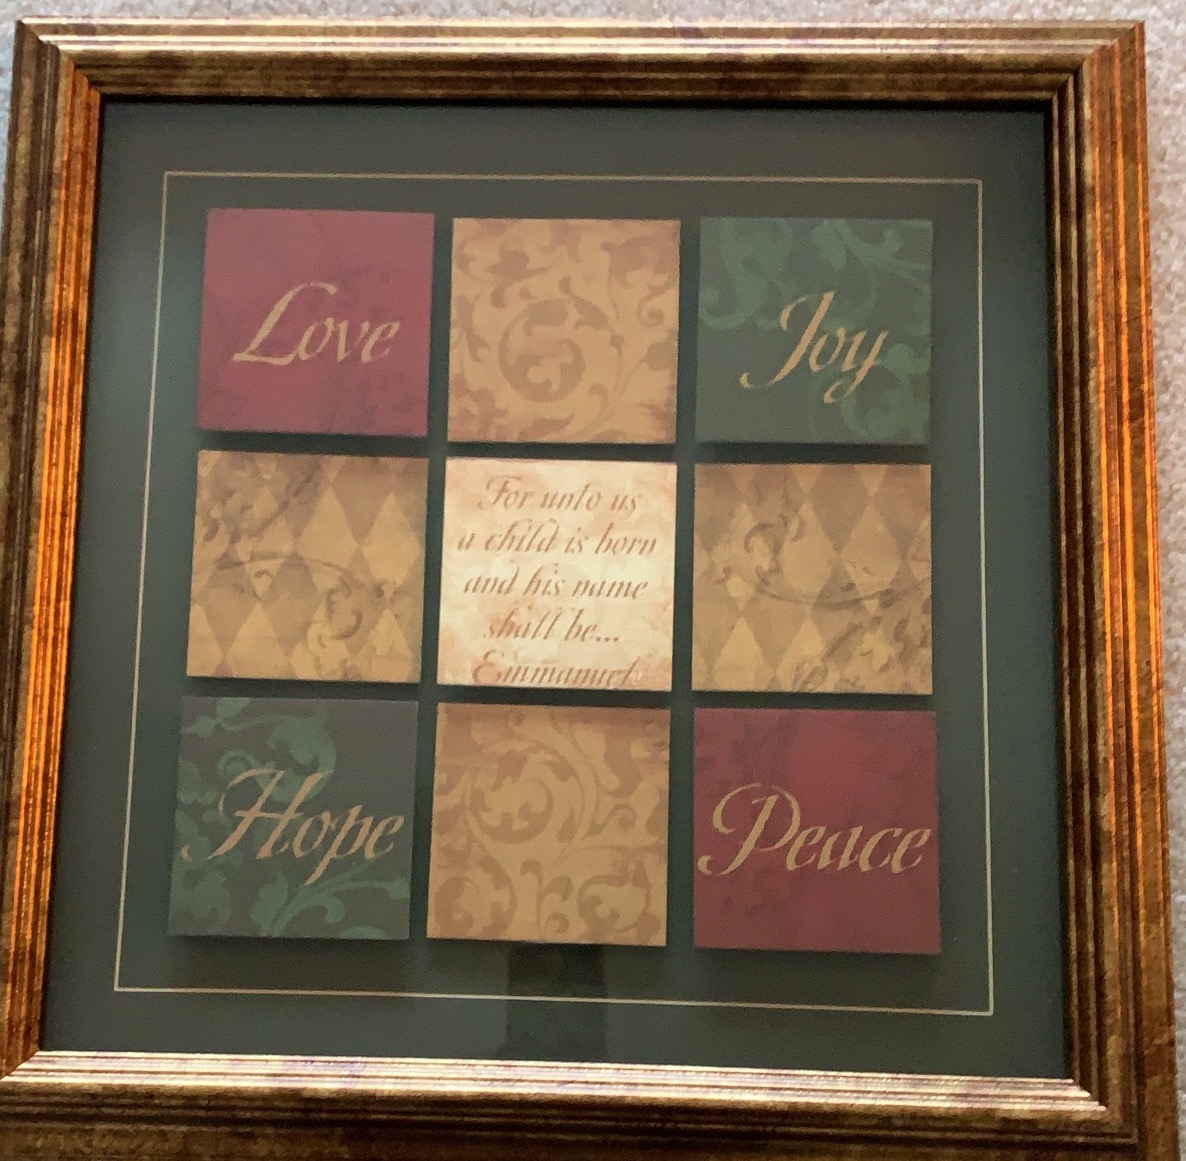 Love
Joy
For unto us
a child is born
and his name
shall be...
Emmanuel
Hope
Peace